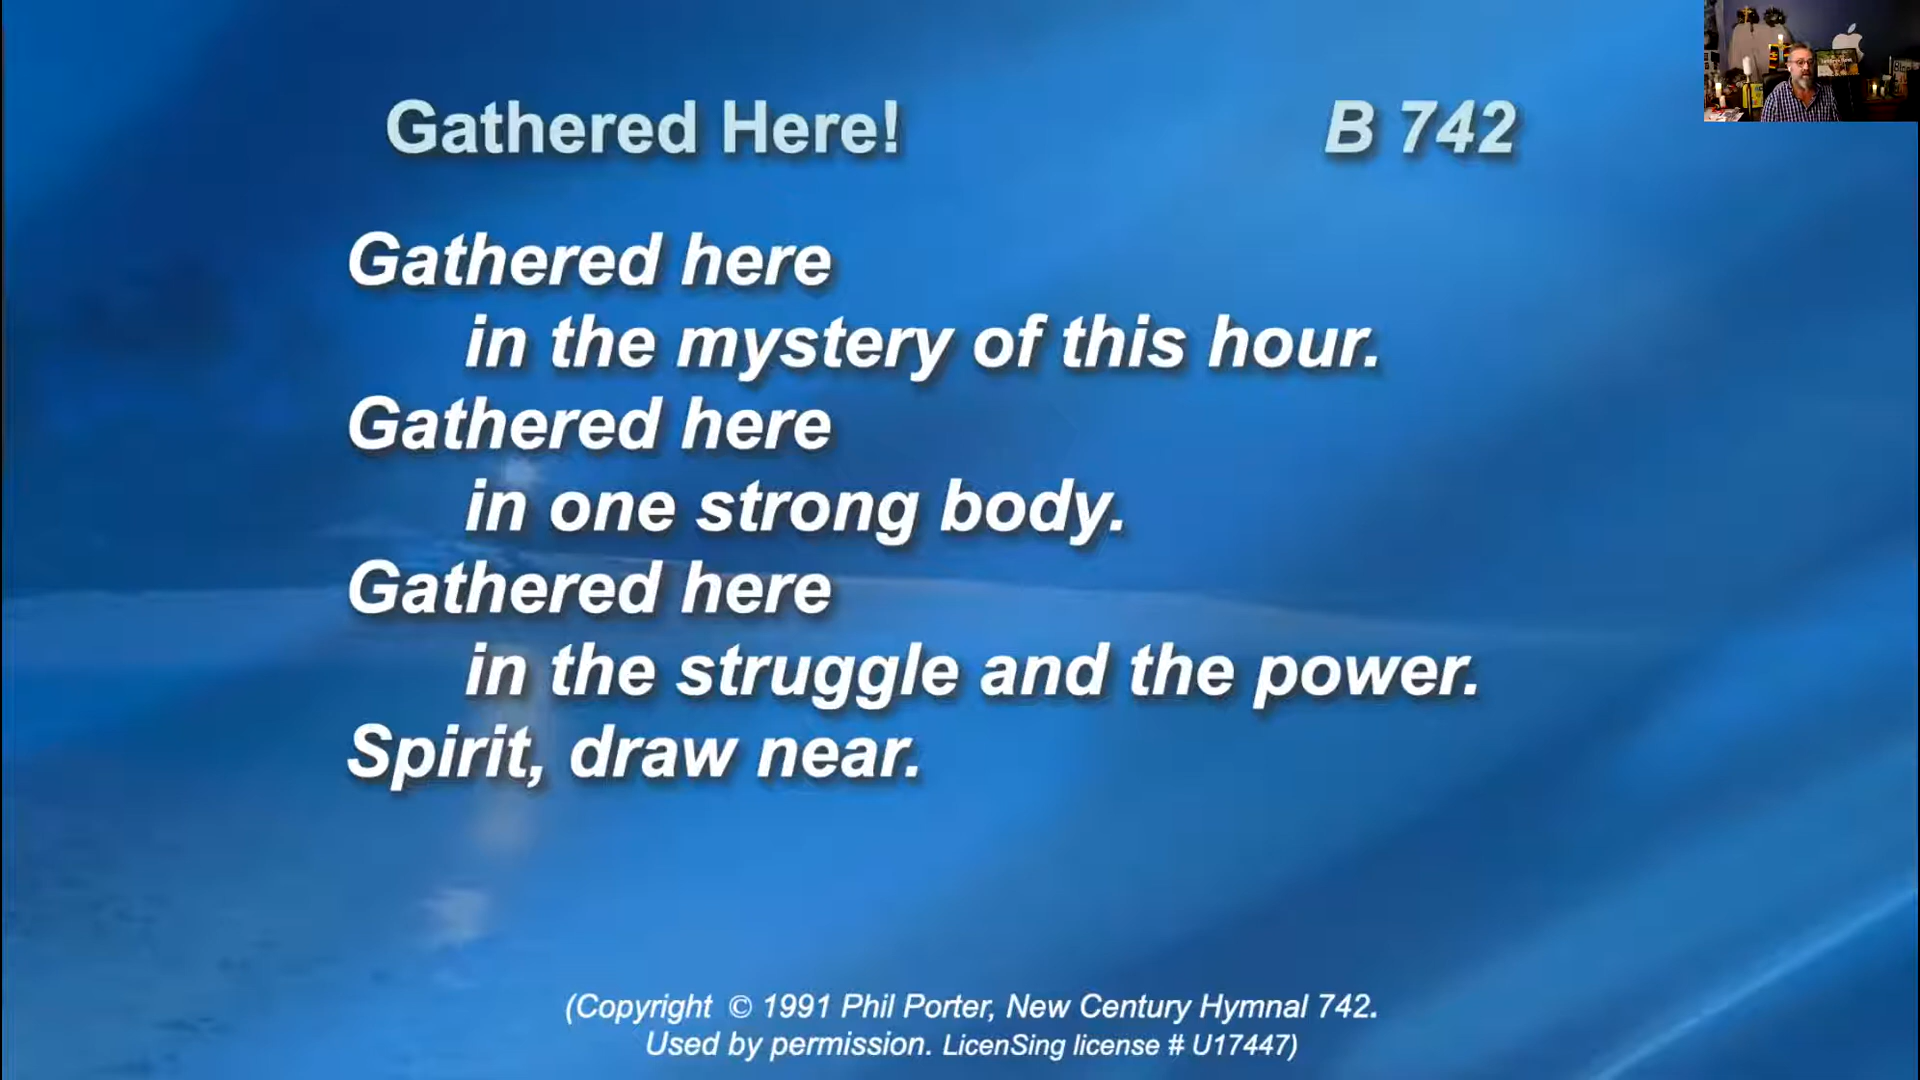 Gathered Here! B 742
Gathered here
in the mystery of this hour.
Gathered here
in one strong body.
Gathered here
in the struggle and the power.
Spirit, draw near.
(Copyright © 1991 Phil Porter, New Century Hymnal 742.
Used by permission. LicenSing license # U17447)